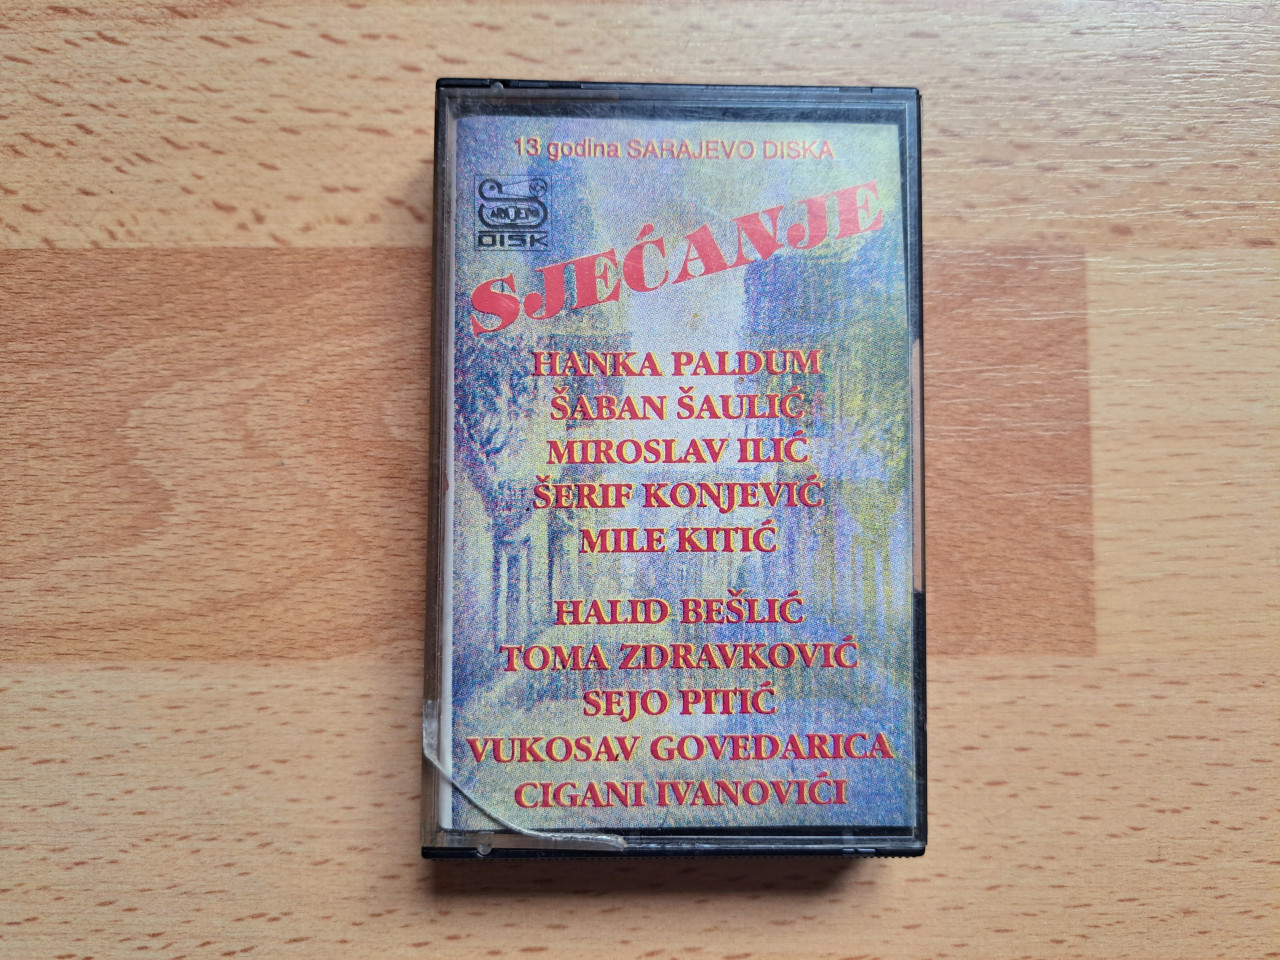 13 godina SARAJEVO DISKA
SARAJEVO
DISK
SJEĆANJE
HANKA PALDUM
ŠABAN ŠAULIĆ
MIROSLAV ILIĆ
ŠERIF KONJEVIĆ
MILE KITIĆ
HALID BEŠLIĆ
TOMA ZDRAVKOVIĆ
SEJO PITIĆ
VUKOSAV GOVEDARICA
CIGANI IVANOVIĆI